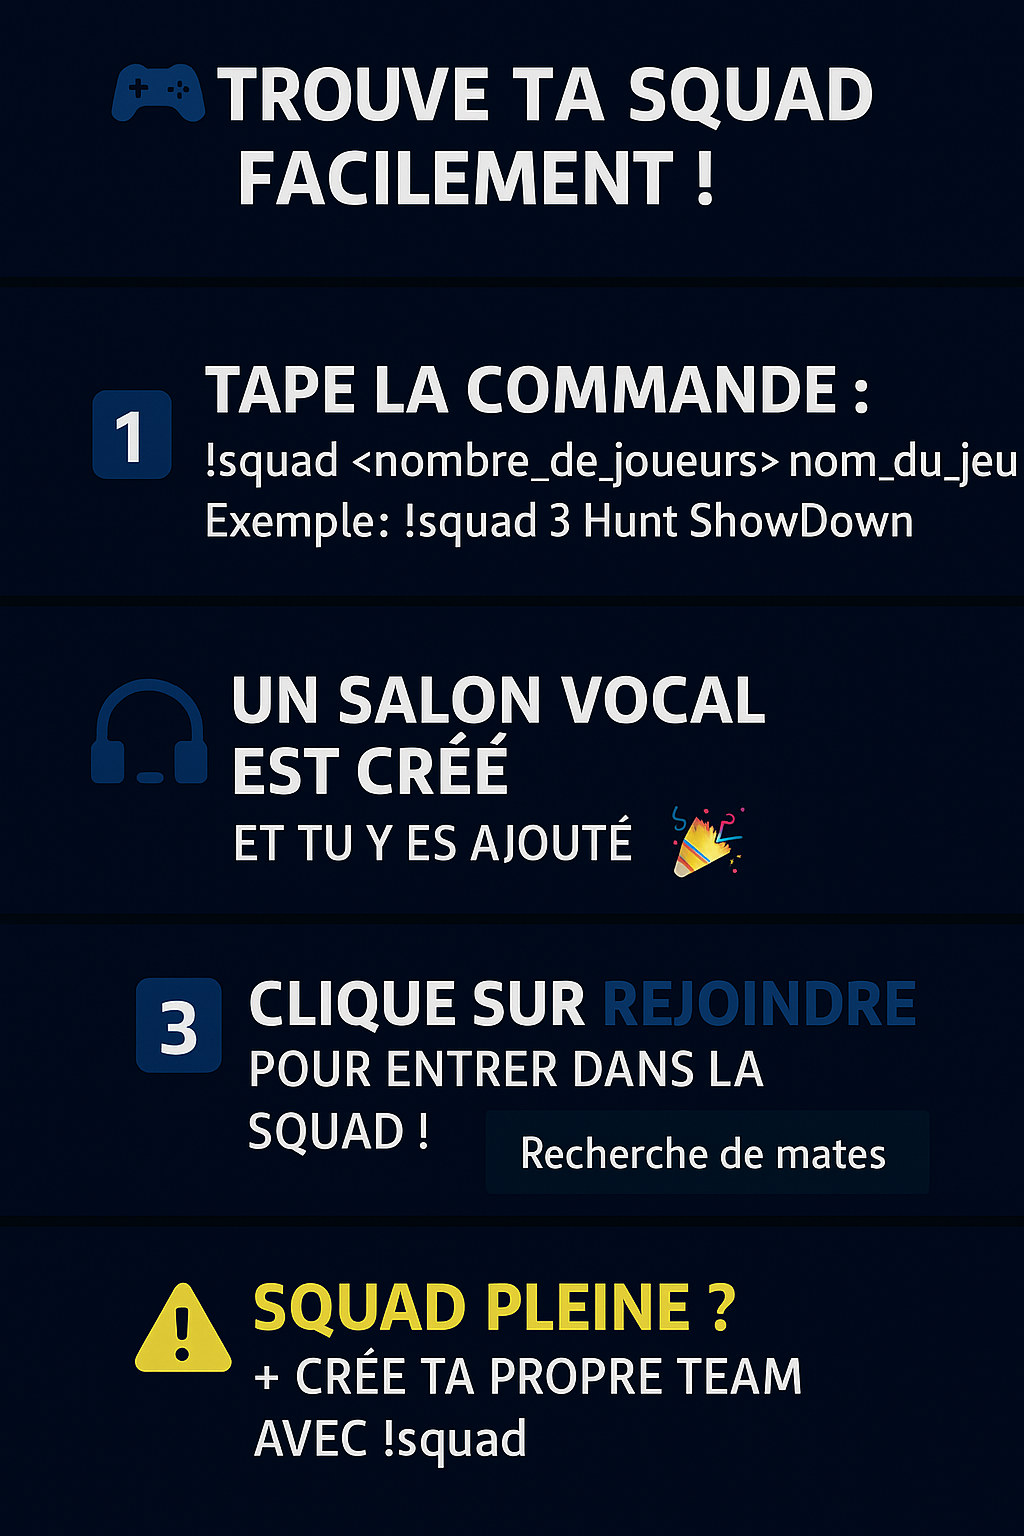 TROUVE TA SQUAD
FACILEMENT !
1
TAPE LA COMMANDE :
!squad <nombre_de_joueurs> nom_du_jeu
Exemple: !squad 3 Hunt ShowDown
UN SALON VOCAL
EST CRÉÉ
ET TU Y ES AJOUTÉ
3
CLIQUE SUR REJOINDRE
POUR ENTRER DANS LA
SQUAD !
Recherche de mates
SQUAD PLEINE ?
+ CRÉE TA PROPRE TEAM
AVEC !squad